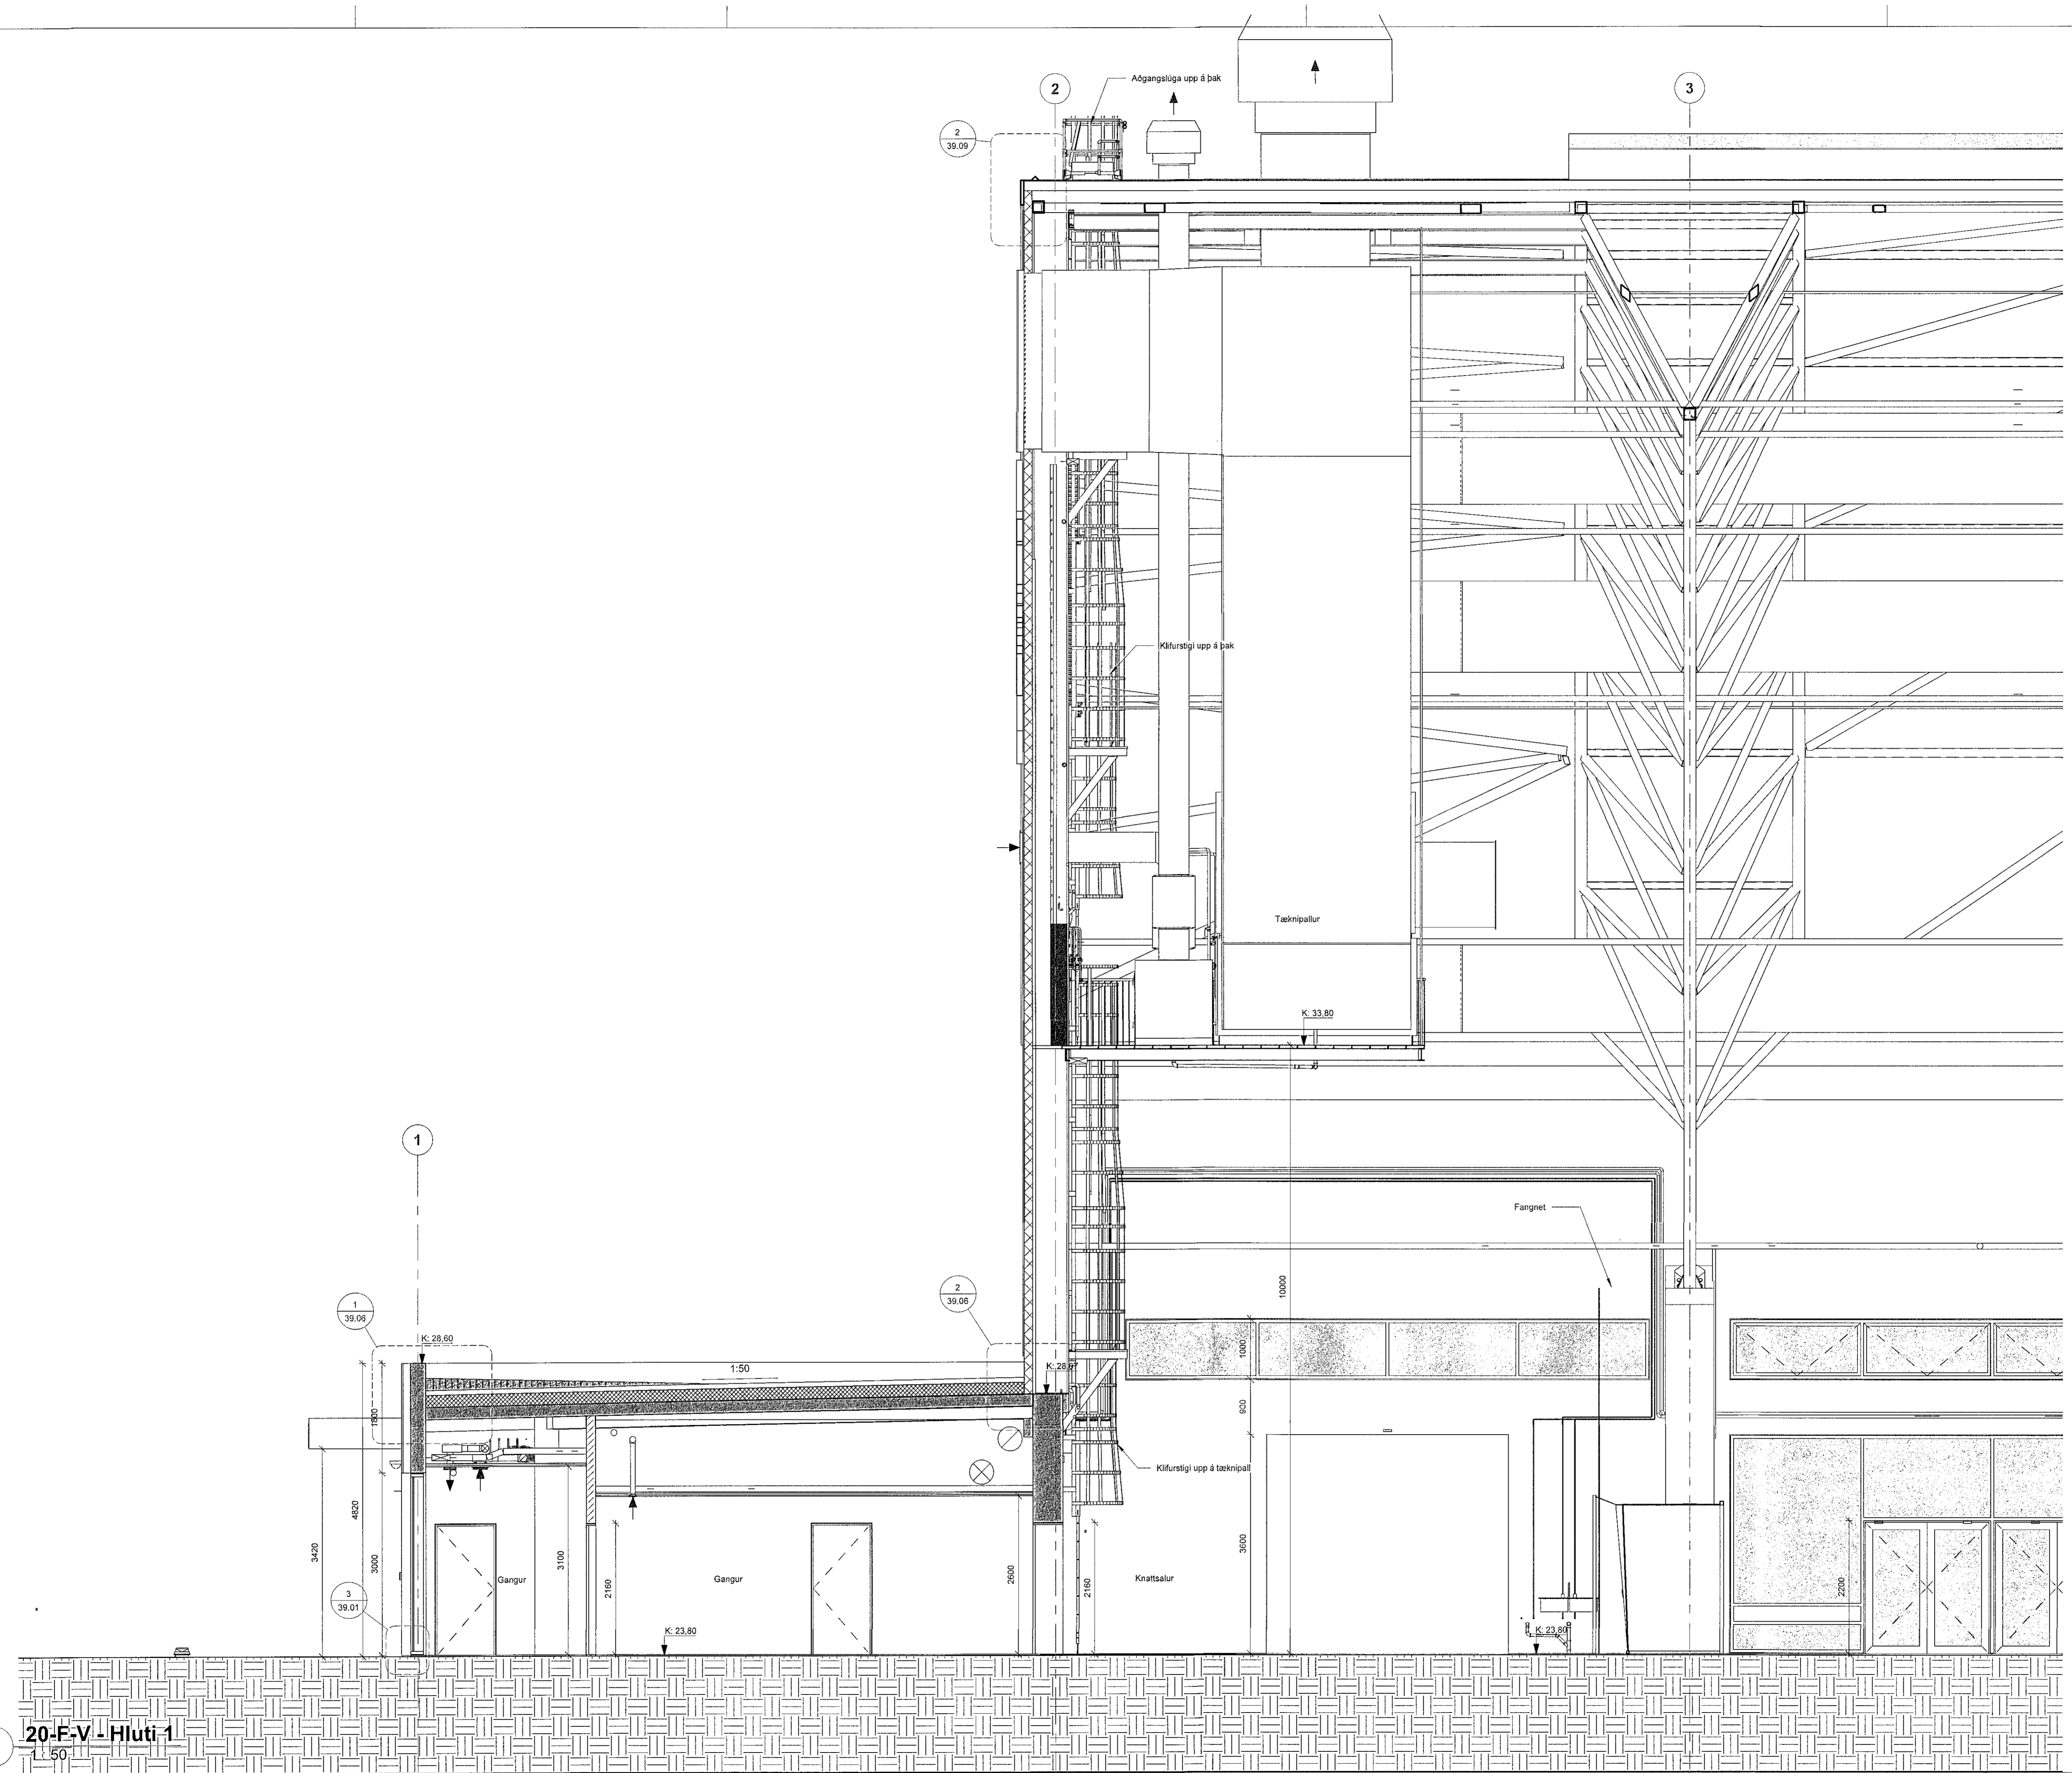 Aðgangslúga upp á þak
2
3
2
39.09
Klifurstigi upp á þak
Tæknipallur
K: 33,80
1
Fangnet
10000
2
39.06
1
39.06
K: 28,60
1:50
1000
1800
920
Klifurstigi upp á tæknipall
4820
3420
3000
3100
2160
2600
2160
3600
2200
Gangur
Gangur
Knattsalur
3
39.01
K: 23,80
K: 23,80
20-F-V - Hluti 1
1 : 50